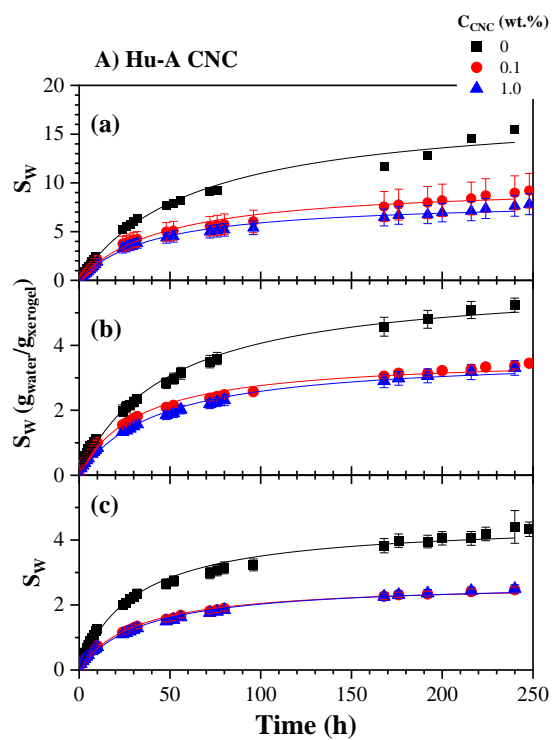 C_CNC (wt.%)
A) Hu-A CNC
0
0.1
1.0
20
15
10
5
0
S_W
(a)
4
2
0
S_W (g_water/g_xerogel)
(b)
4
2
0
S_W
(c)
0 50 100 150 200 250
Time (h)